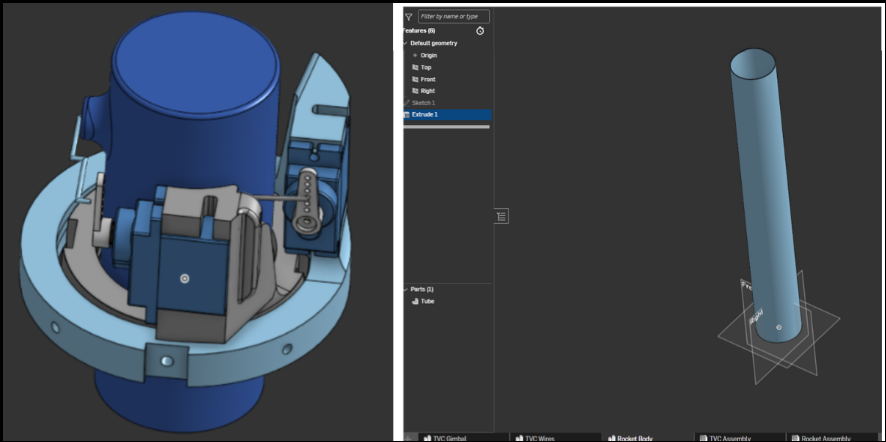 Filter by name or type
Features (6)
Default geometry
Origin
Top
Front
Right
Sketch 1
Extrude 1
Parts (1)
Tube
Right
TVC Gimbal
TVC Wires
Rocket Body
TVC Assembly
Rocket Assembly